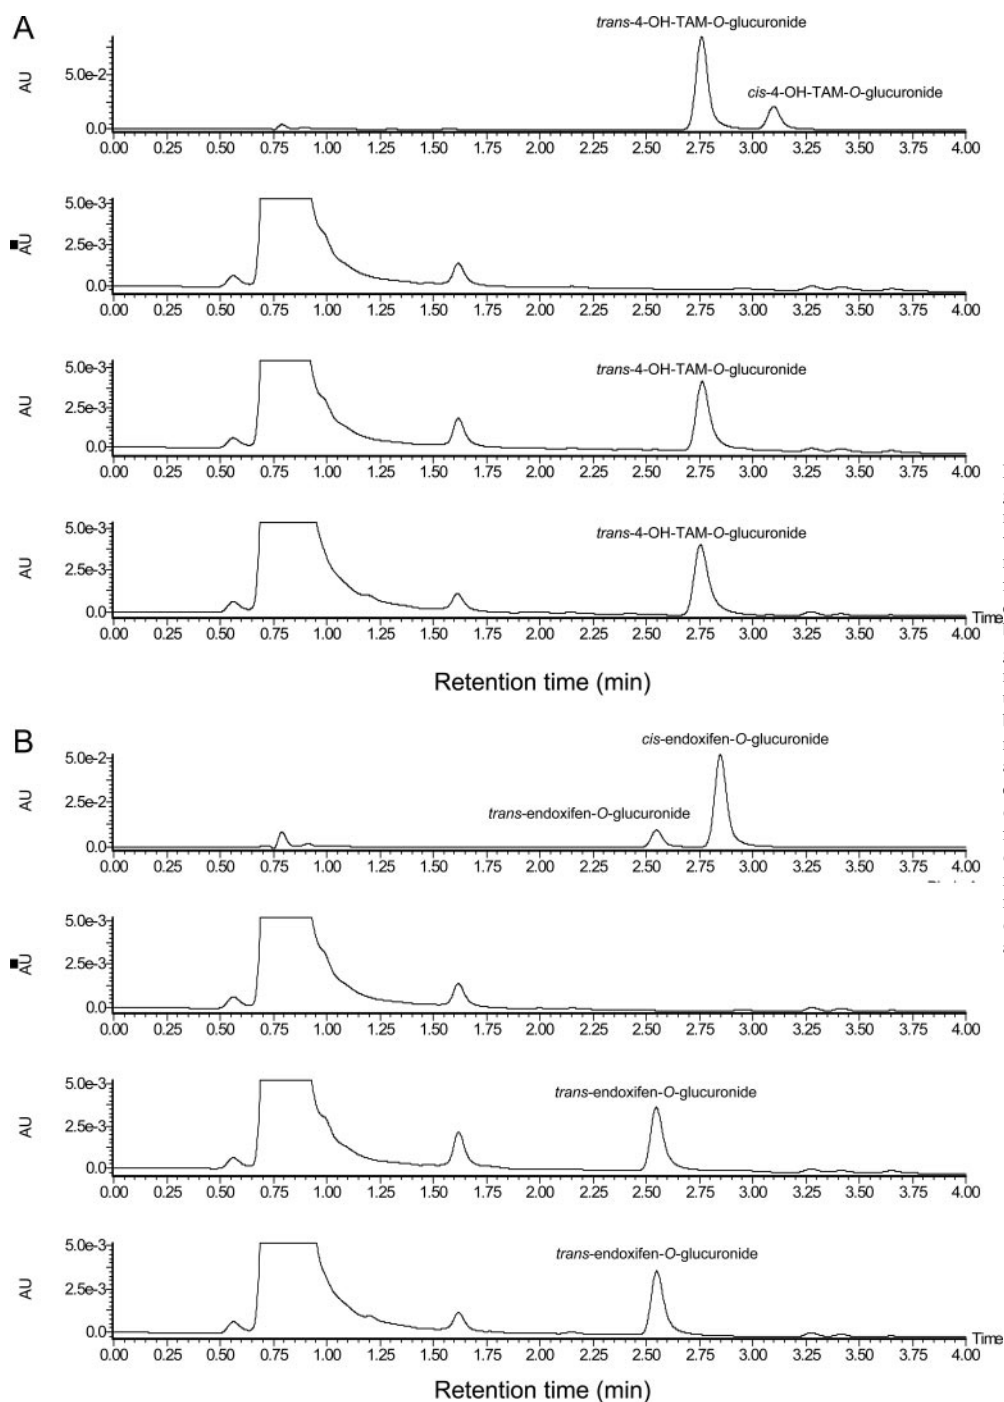 A
trans-4-OH-TAM-O-glucuronide
cis-4-OH-TAM-O-glucuronide
AU
5.0e-2
0.0
0.00 0.25 0.50 0.75 1.00 1.25 1.50 1.75 2.00 2.25 2.50 2.75 3.00 3.25 3.50 3.75 4.00
AU
5.0e-3
2.5e-3
0.0
0.00 0.25 0.50 0.75 1.00 1.25 1.50 1.75 2.00 2.25 2.50 2.75 3.00 3.25 3.50 3.75 4.00
trans-4-OH-TAM-O-glucuronide
AU
5.0e-3
2.5e-3
0.0
0.00 0.25 0.50 0.75 1.00 1.25 1.50 1.75 2.00 2.25 2.50 2.75 3.00 3.25 3.50 3.75 4.00
trans-4-OH-TAM-O-glucuronide
AU
5.0e-3
2.5e-3
0.0
Time
0.00 0.25 0.50 0.75 1.00 1.25 1.50 1.75 2.00 2.25 2.50 2.75 3.00 3.25 3.50 3.75 4.00
Retention time (min)
B
cis-endoxifen-O-glucuronide
trans-endoxifen-O-glucuronide
AU
5.0e-2
2.5e-2
0.0
0.00 0.25 0.50 0.75 1.00 1.25 1.50 1.75 2.00 2.25 2.50 2.75 3.00 3.25 3.50 3.75 4.00
AU
5.0e-3
2.5e-3
0.0
0.00 0.25 0.50 0.75 1.00 1.25 1.50 1.75 2.00 2.25 2.50 2.75 3.00 3.25 3.50 3.75 4.00
trans-endoxifen-O-glucuronide
AU
5.0e-3
2.5e-3
0.0
0.00 0.25 0.50 0.75 1.00 1.25 1.50 1.75 2.00 2.25 2.50 2.75 3.00 3.25 3.50 3.75 4.00
trans-endoxifen-O-glucuronide
AU
5.0e-3
2.5e-3
0.0
Time
0.00 0.25 0.50 0.75 1.00 1.25 1.50 1.75 2.00 2.25 2.50 2.75 3.00 3.25 3.50 3.75 4.00
Retention time (min)